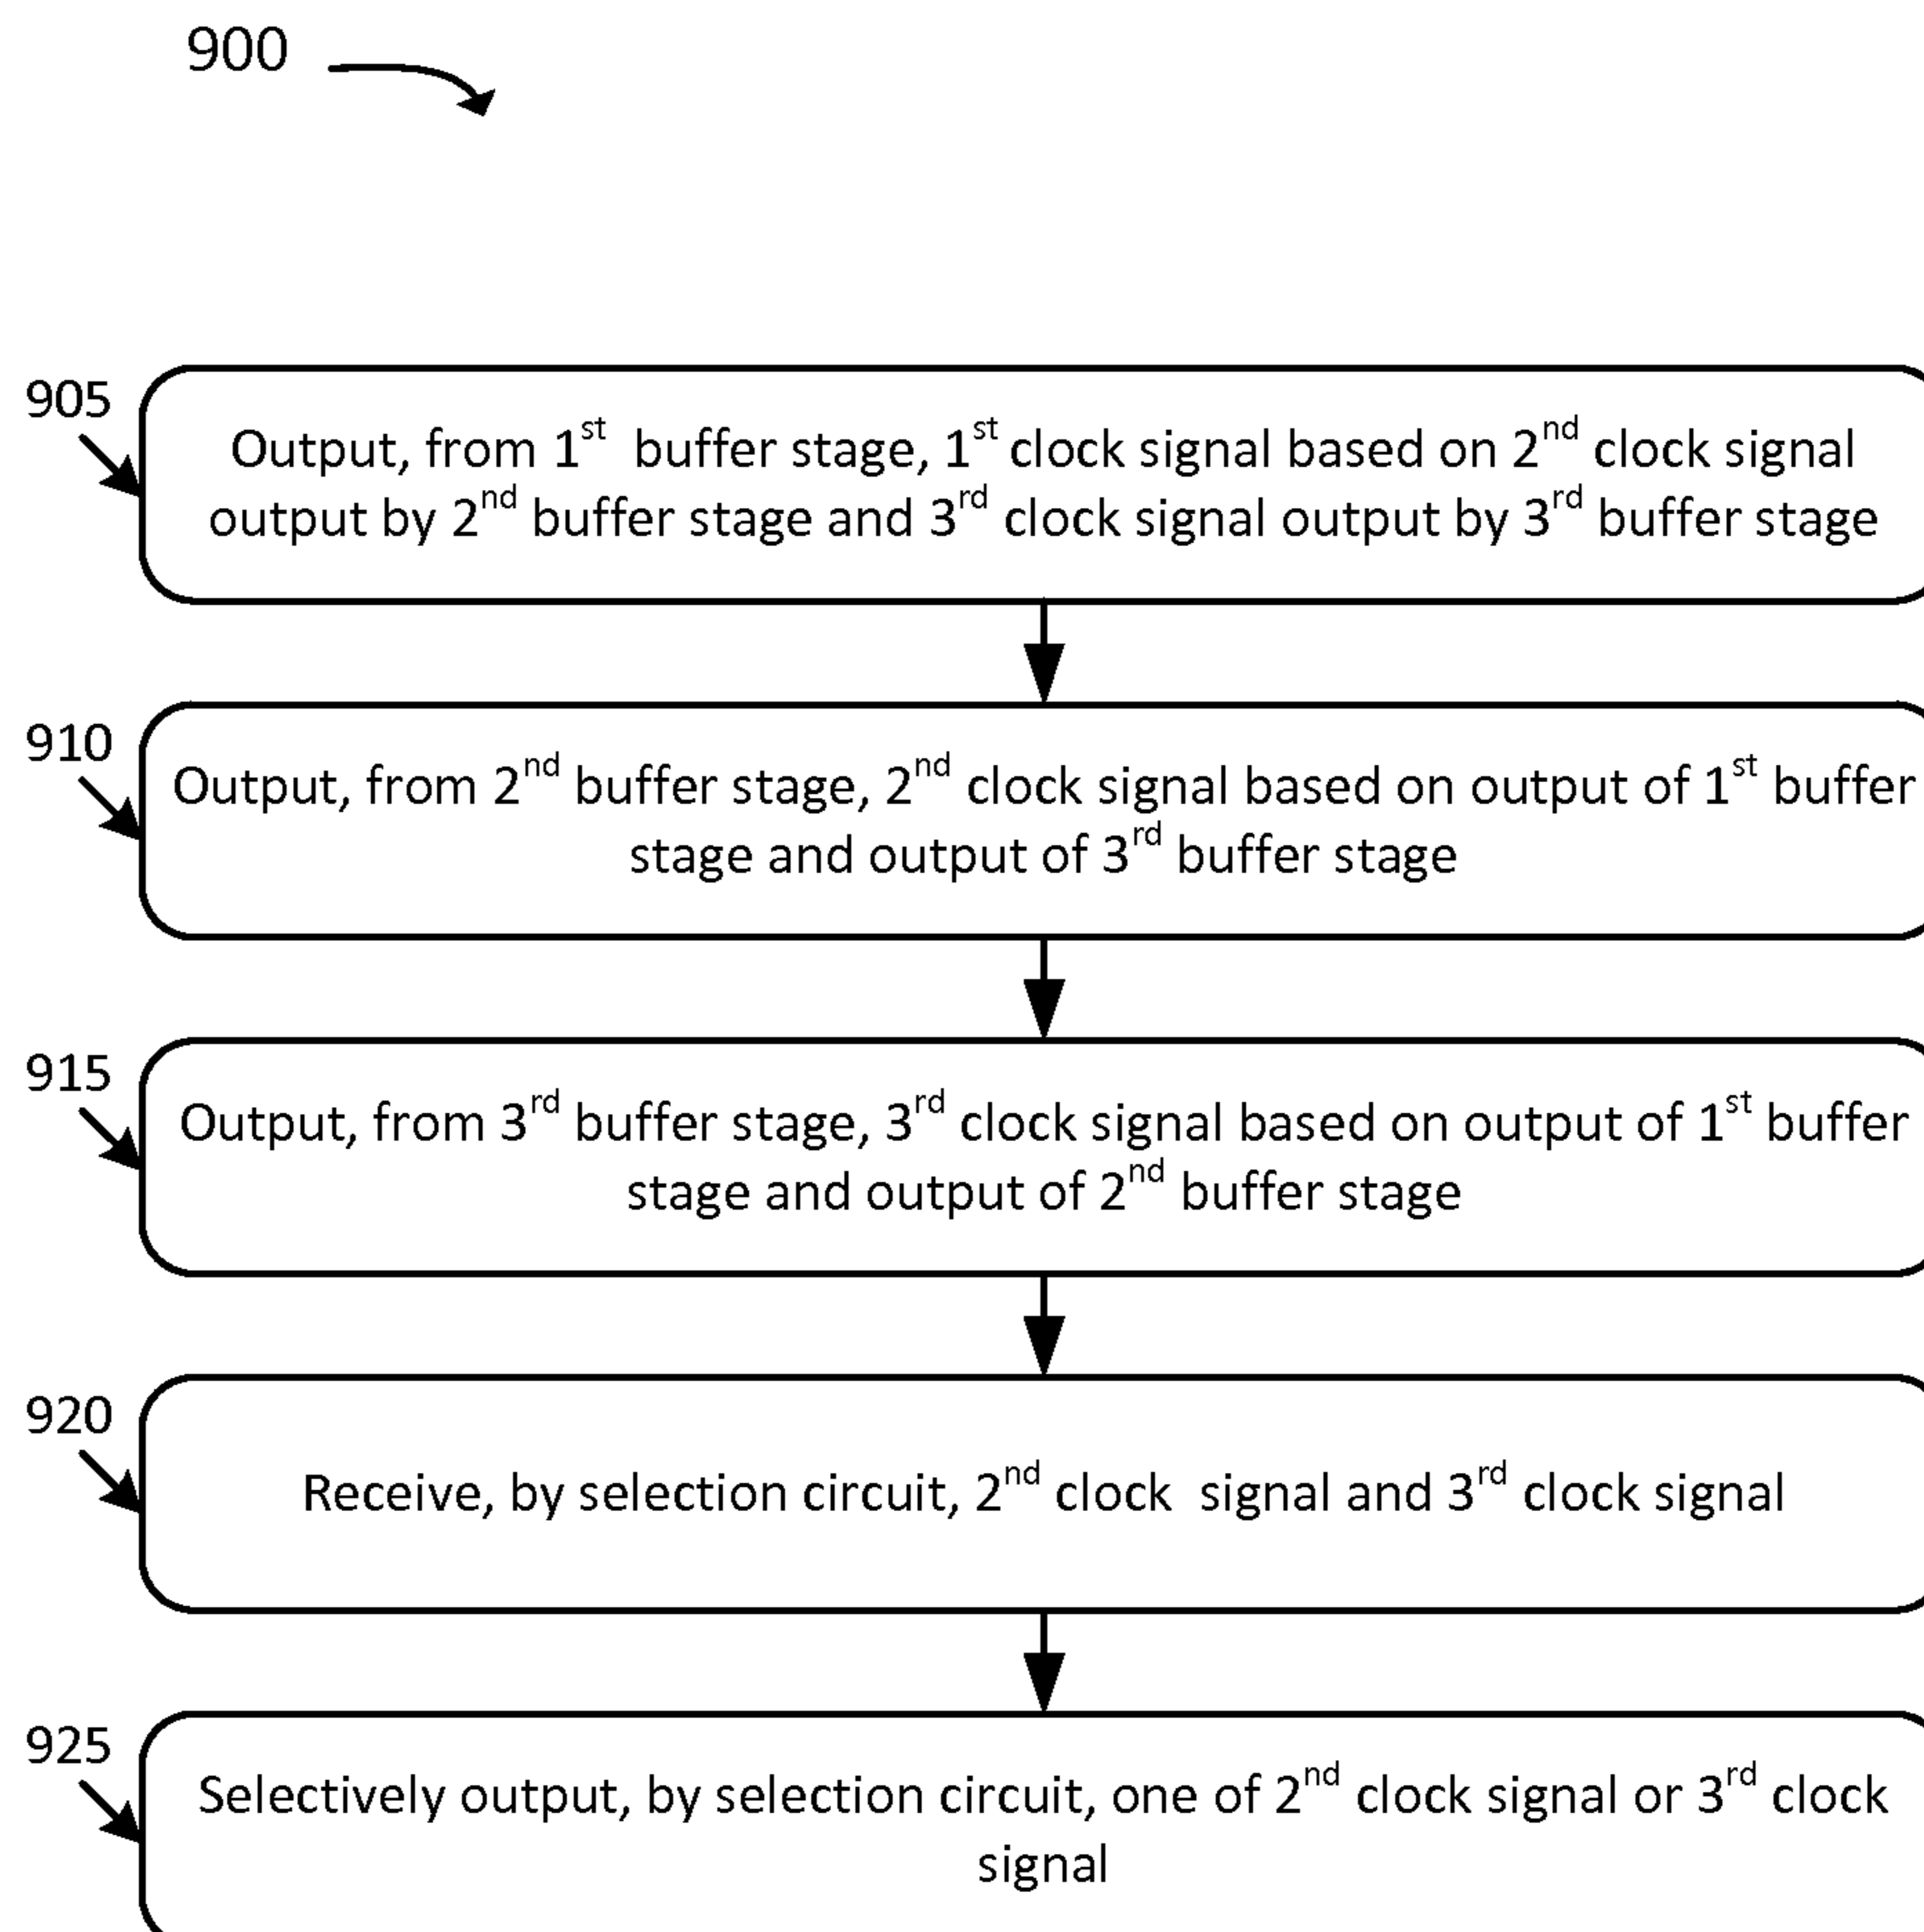 900
905
Output, from 1st buffer stage, 1st clock signal based on 2nd clock signal
output by 2nd buffer stage and 3rd clock signal output by 3rd buffer stage
910
Output, from 2nd buffer stage, 2nd clock signal based on output of 1st buffer
stage and output of 3rd buffer stage
915
Output, from 3rd buffer stage, 3rd clock signal based on output of 1st buffer
stage and output of 2nd buffer stage
920
Receive, by selection circuit, 2nd clock signal and 3rd clock signal
925
Selectively output, by selection circuit, one of 2nd clock signal or 3rd clock
signal